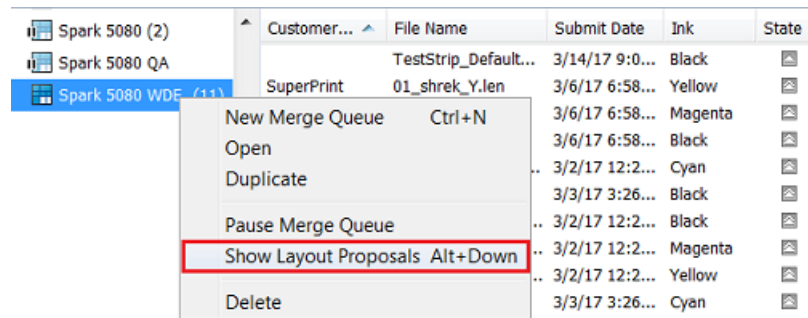 Spark 5080 (2)
Spark 5080 QA
Spark 5080 WDE (11)
Customer... File Name Submit Date Ink State
TestStrip_Default... 3/14/17 9:0... Black
SuperPrint 01_shrek_Y.len 3/6/17 6:58... Yellow
3/6/17 6:58... Magenta
3/6/17 6:58... Black
.. 3/2/17 12:2... Cyan
3/3/17 3:26... Black
.. 3/2/17 12:2... Black
.. 3/2/17 12:2... Magenta
.. 3/2/17 12:2... Yellow
3/3/17 3:26... Cyan
New Merge Queue Ctrl+N
Open
Duplicate
Pause Merge Queue
Show Layout Proposals Alt+Down
Delete